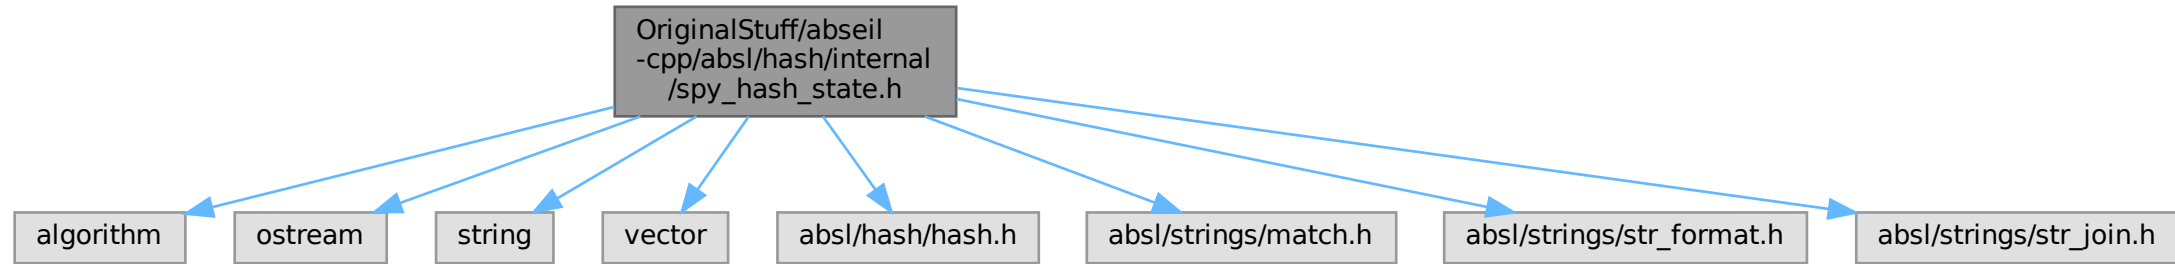 OriginalStuff/abseil
-cpp/absl/hash/internal
/spy_hash_state.h
algorithm
ostream
string
vector
absl/hash/hash.h
absl/strings/match.h
absl/strings/str_format.h
absl/strings/str_join.h